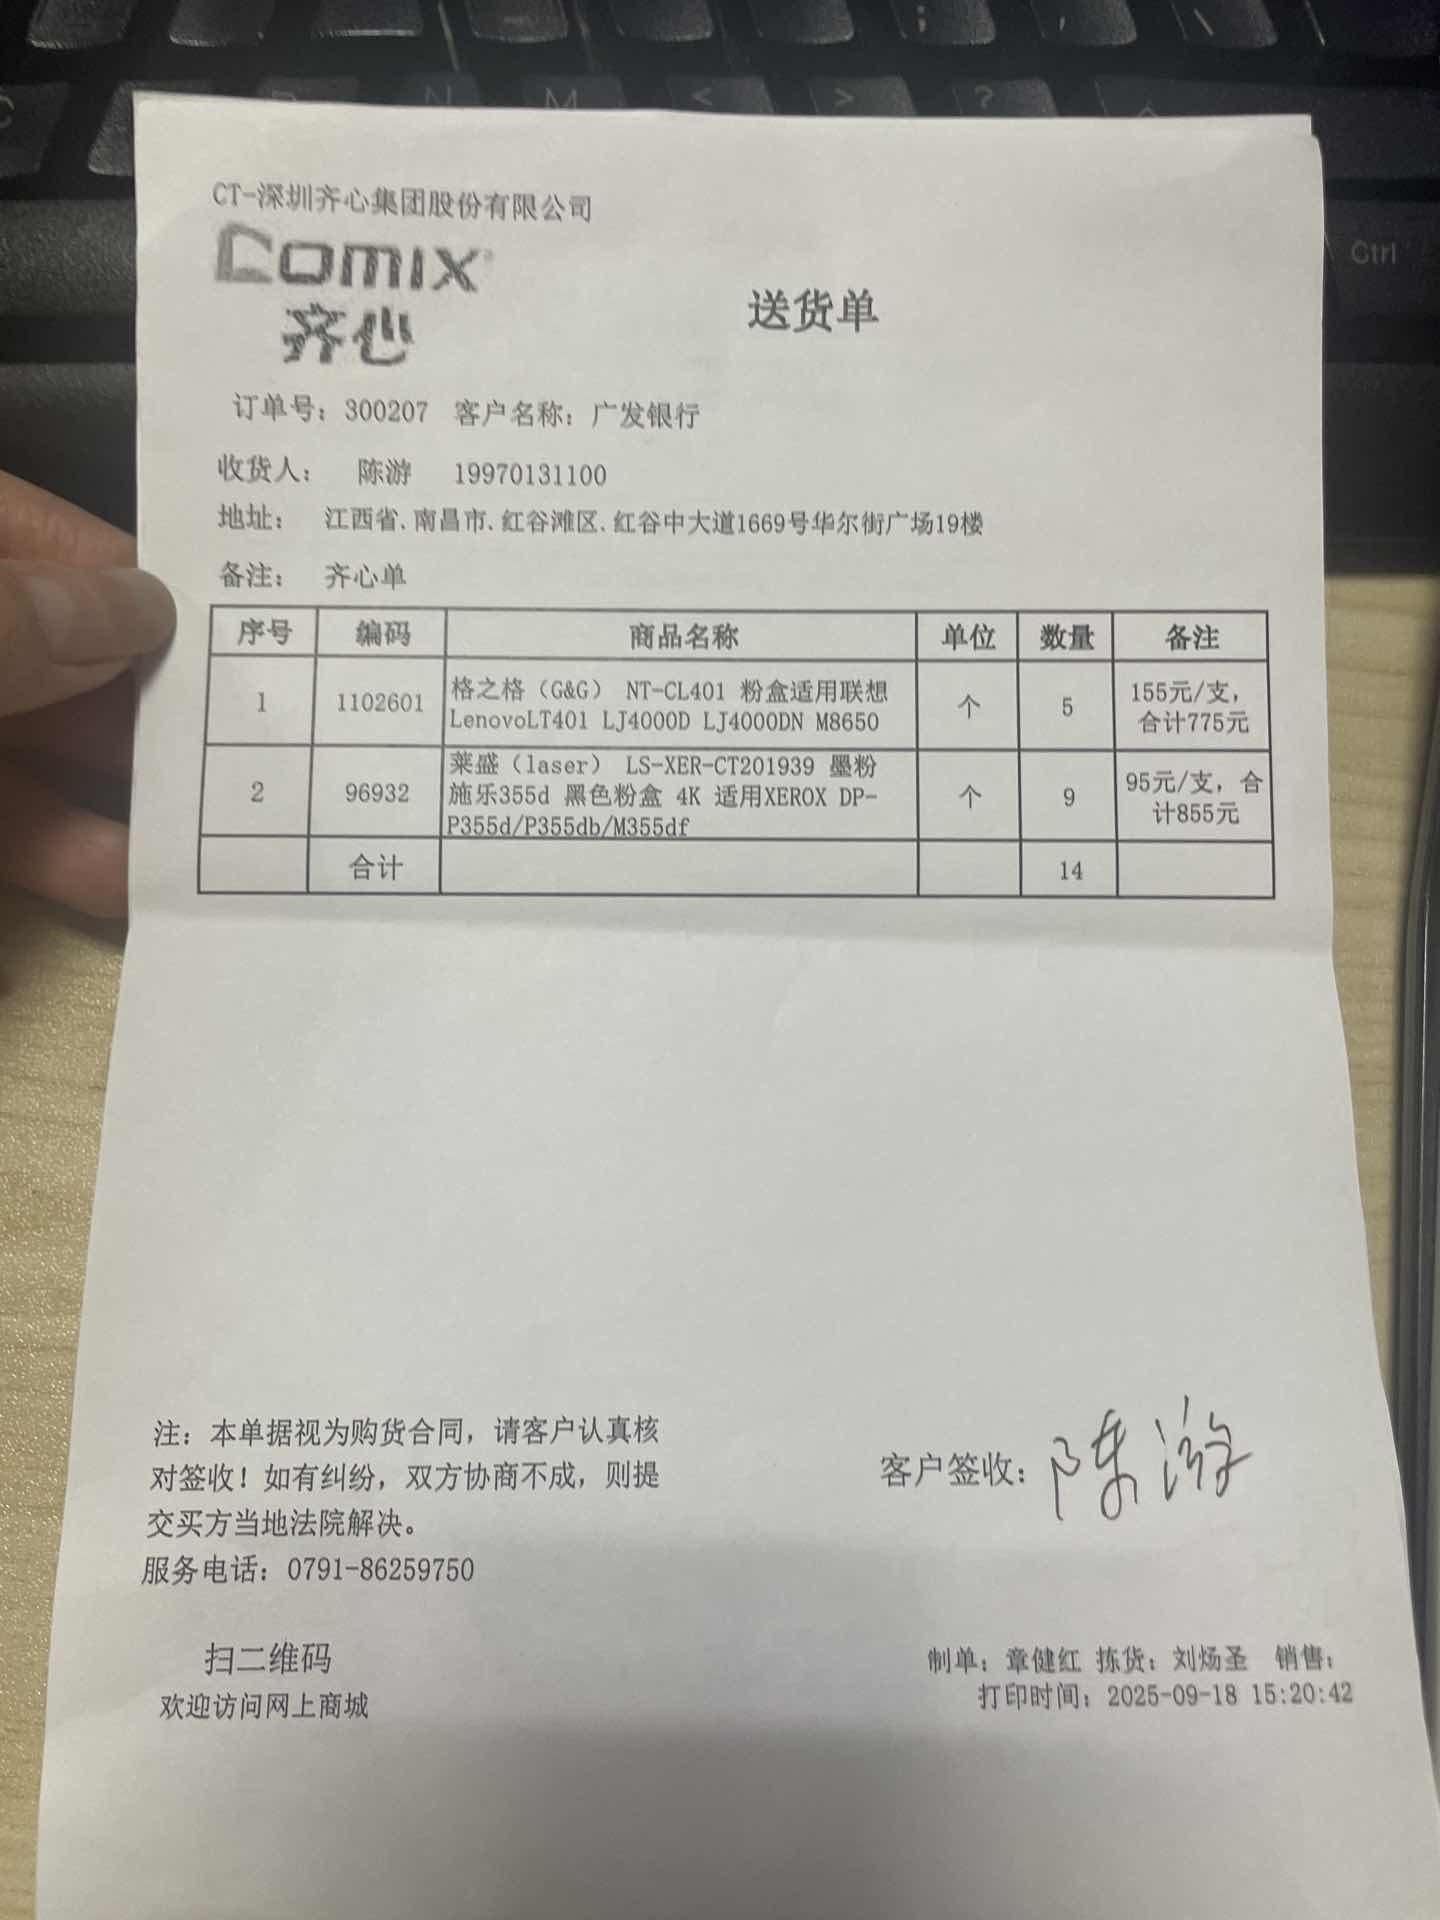 CT-深圳齐心集团股份有限公司
Comix
齐心
送货单
订单号：300207 客户名称：广发银行
收货人： 陈游 19970131100
地址： 江西省.南昌市.红谷滩区.红谷中大道1669号华尔街广场19楼
备注： 齐心单
序号 编码 商品名称 单位 数量 备注
1 1102601 格之格（G&G） NT-CL401 粉盒适用联想 LenovoLT401 LJ4000D LJ4000DN M8650 个 5 155元/支，合计775元
2 96932 莱盛（laser） LS-XER-CT201939 墨粉 施乐355d 黑色粉盒 4K 适用XEROX DP-P355d/P355db/M355df 个 9 95元/支，合计855元
合计 14
注：本单据视为购货合同，请客户认真核
对签收！如有纠纷，双方协商不成，则提
交买方当地法院解决。
服务电话：0791-86259750
客户签收：陈游
扫二维码
欢迎访问网上商城
制单：章健红 拣货：刘炀圣 销售：
打印时间：2025-09-18 15:20:42
N
M
<
>
?
;
Ctrl